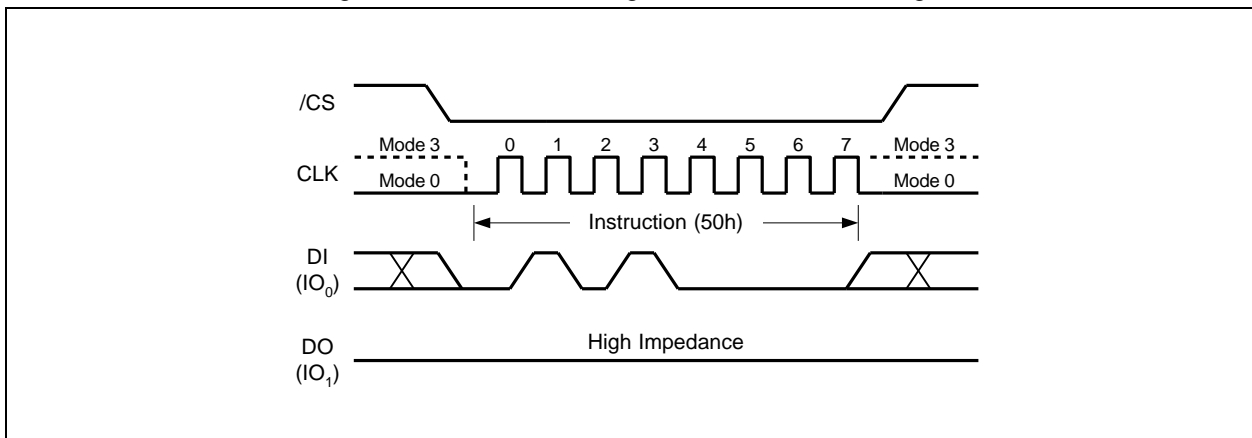 /CS
Mode 3 0 1 2 3 4 5 6 7 Mode 3
CLK
Mode 0 Mode 0
Instruction (50h)
DI
(IO₀)
High Impedance
DO
(IO₁)